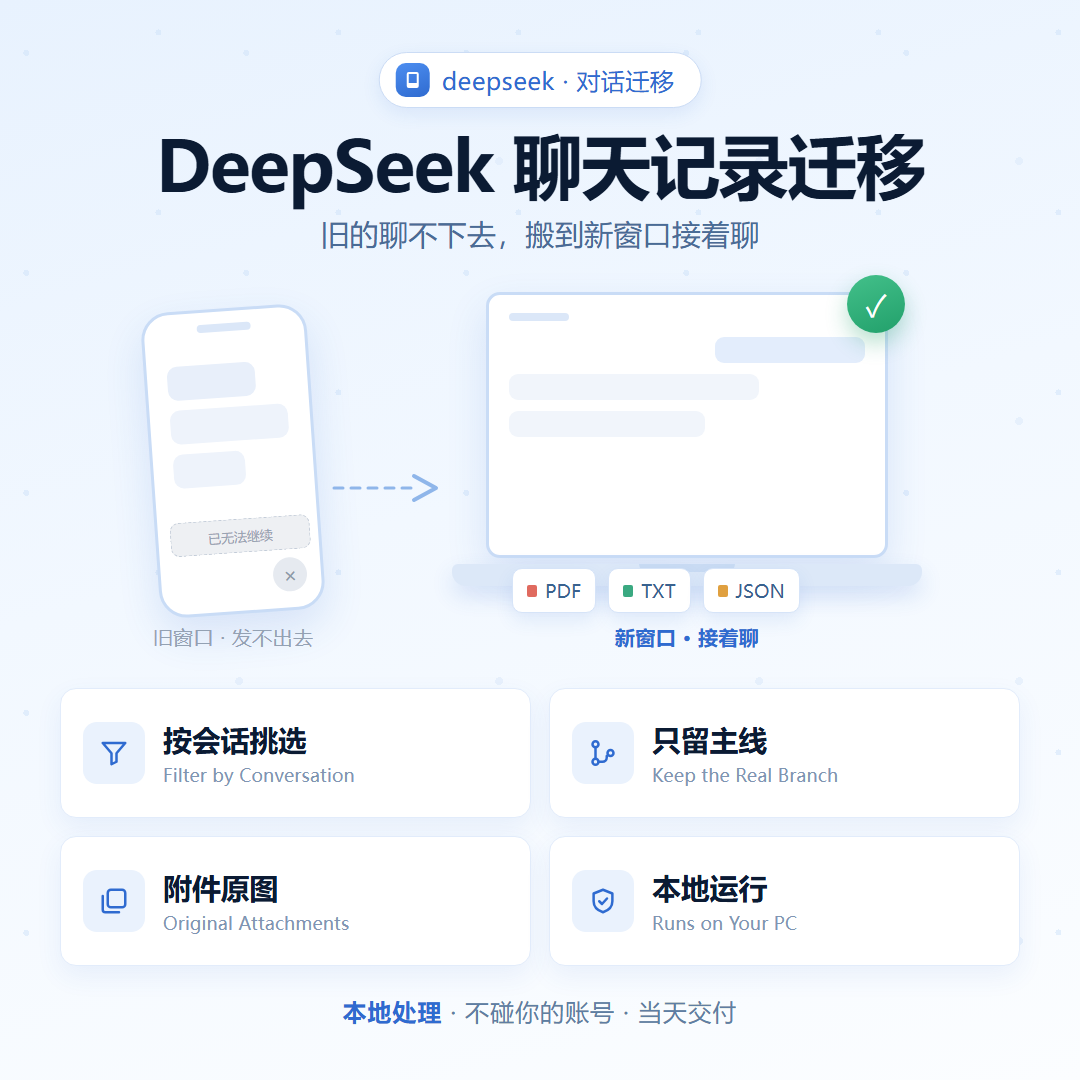 deepseek · 对话迁移
DeepSeek 聊天记录迁移
旧的聊不下去，搬到新窗口接着聊
已无法继续
旧窗口 · 发不出去
PDF
TXT
JSON
新窗口 • 接着聊
按会话挑选
Filter by Conversation
只留主线
Keep the Real Branch
附件原图
Original Attachments
本地运行
Runs on Your PC
本地处理 · 不碰你的账号 · 当天交付